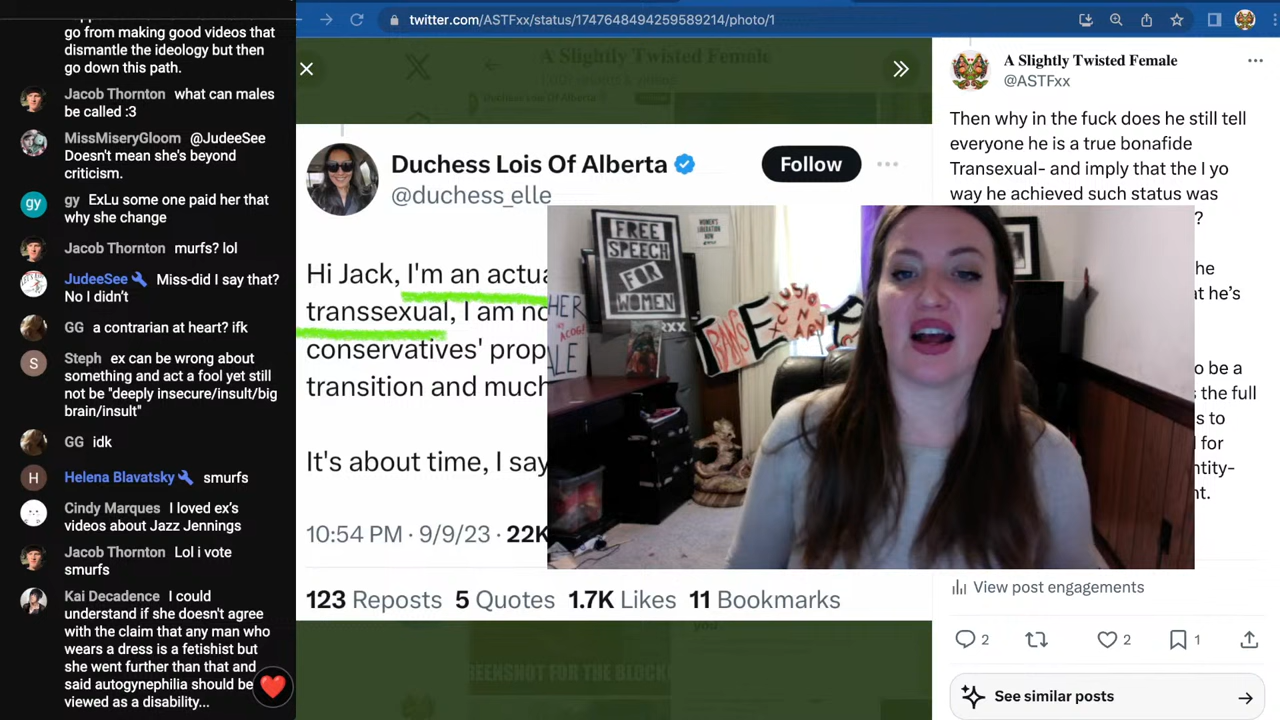 go from making good videos that
dismantle the ideology but then
go down this path.
Jacob Thornton what can males
be called :3
MissMiseryGloom @JudeeSee
Doesn't mean she's beyond
criticism.
gy ExLu some one paid her that
why she change
Jacob Thornton murfs? lol
JudeeSee Miss-did I say that?
No I didn't
GG a contrarian at heart? ifk
Steph ex can be wrong about
something and act a fool yet still
not be "deeply insecure/insult/big
brain/insult"
GG idk
Helena Blavatsky smurfs
Cindy Marques I loved ex's
videos about Jazz Jennings
Jacob Thornton Lol i vote
smurfs
Kai Decadence I could
understand if she doesn't agree
with the claim that any man who
wears a dress is a fetishist but
she went further than that and
said autogynephilia should be
viewed as a disability...
twitter.com/ASTFxx/status/1747648494259589214/photo/1
Duchess Lois Of Alberta
@duchess_elle
Follow
Hi Jack, I'm an actua
transsexual, I am no
conservatives' prop
transition and much
It's about time, I say
10:54 PM · 9/9/23 · 22K
123 Reposts 5 Quotes 1.7K Likes 11 Bookmarks
FREE
SPEECH
FOR
WOMEN
WOMEN'S
LIBERATION
NOW
HER
ALE
XX
TRANS
EXCLUSIONARY
A Slightly Twisted Female
@ASTFxx
Then why in the fuck does he still tell
everyone he is a true bonafide
Transexual- and imply that the I yo
way he achieved such status was
?
he
at he's
o be a
s the full
s to
for
ntity-
nt.
View post engagements
2
2
1
See similar posts